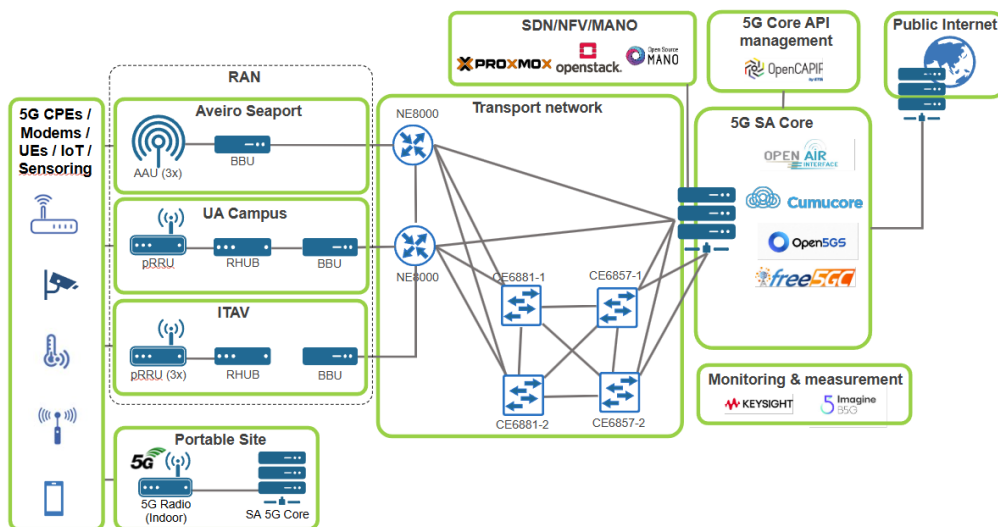 SDN/NFV/MANO
PROXMOX
openstack.
Open Source
MANO
5G Core API
management
OpenCAPIF
Public Internet
RAN
5G CPEs /
Modems /
UEs / IoT /
Sensoring
Aveiro Seaport
AAU (3x)
BBU
UA Campus
pRRU
RHUB
BBU
ITAV
pRRU (3x)
RHUB
BBU
Portable Site
5G
5G Radio
(Indoor)
SA 5G Core
Transport network
NE8000
NE8000
CE6881-1
CE6857-1
CE6881-2
CE6857-2
5G SA Core
OPEN AIR
INTERFACE
Cumucore
Open5GS
free5GC
Monitoring & measurement
KEYSIGHT
5 Imagine
B5G